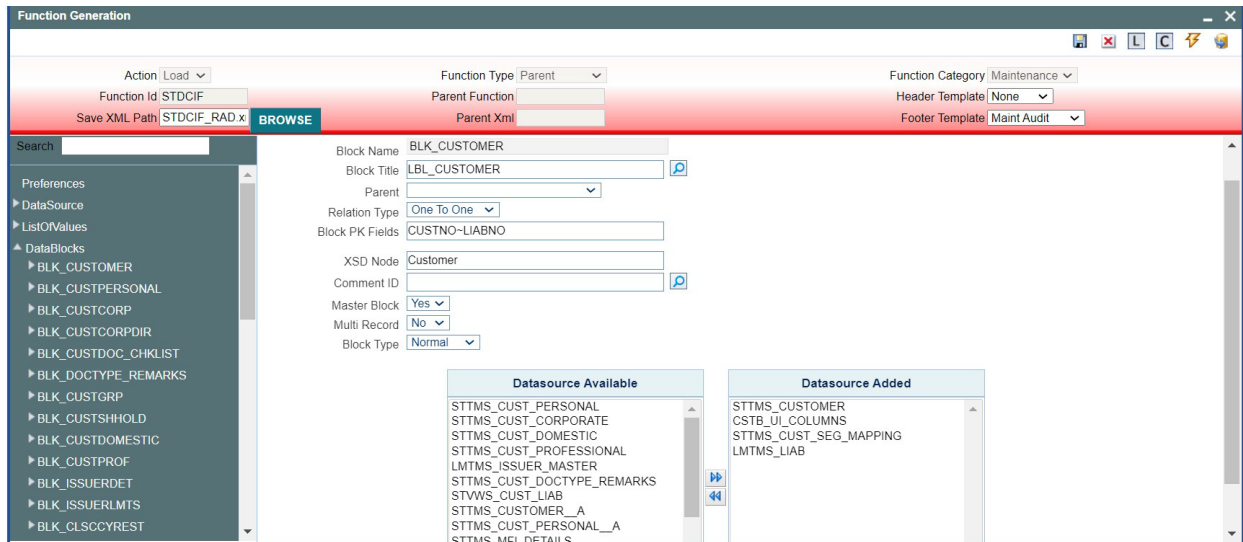 Function Generation
L C
Action Load Function Type Parent Function Category Maintenance
Function Id STDCIF Parent Function Header Template None
Save XML Path STDCIF_RAD.x BROWSE Parent Xml Footer Template Maint Audit
Search
Preferences
DataSource
ListOfValues
DataBlocks
BLK_CUSTOMER
BLK_CUSTPERSONAL
BLK_CUSTCORP
BLK_CUSTCORPDIR
BLK_CUSTDOC_CHKLIST
BLK_DOCTYPE_REMARKS
BLK_CUSTGRP
BLK_CUSTSHHOLD
BLK_CUSTDOMESTIC
BLK_CUSTPROF
BLK_ISSUERDET
BLK_ISSUERLMTS
BLK_CLSCCYREST
Block Name BLK_CUSTOMER
Block Title LBL_CUSTOMER
Parent
Relation Type One To One
Block PK Fields CUSTNO~LIABNO
XSD Node Customer
Comment ID
Master Block Yes
Multi Record No
Block Type Normal
Datasource Available
STTMS_CUST_PERSONAL
STTMS_CUST_CORPORATE
STTMS_CUST_DOMESTIC
STTMS_CUST_PROFESSIONAL
LMTMS_ISSUER_MASTER
STTMS_CUST_DOCTYPE_REMARKS
STVWS_CUST_LIAB
STTMS_CUSTOMER__A
STTMS_CUST_PERSONAL__A
STTMS_MFI_DETAILS
Datasource Added
STTMS_CUSTOMER
CSTB_UI_COLUMNS
STTMS_CUST_SEG_MAPPING
LMTMS_LIAB